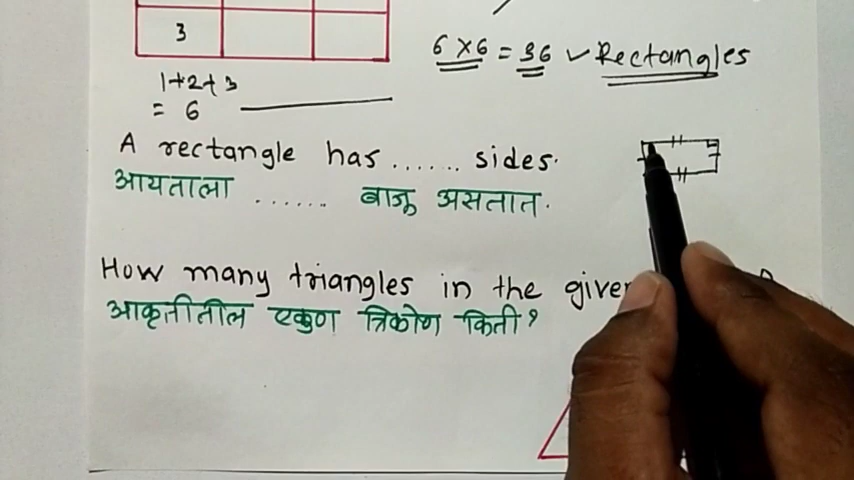 3
6 × 6 = 36 ✓ Rectangles
1+2+3
= 6
A rectangle has ....... sides.
आयताला ....... बाजू असतात.
How many triangles in the given
आकृतीतील एकुण त्रिकोण किती?